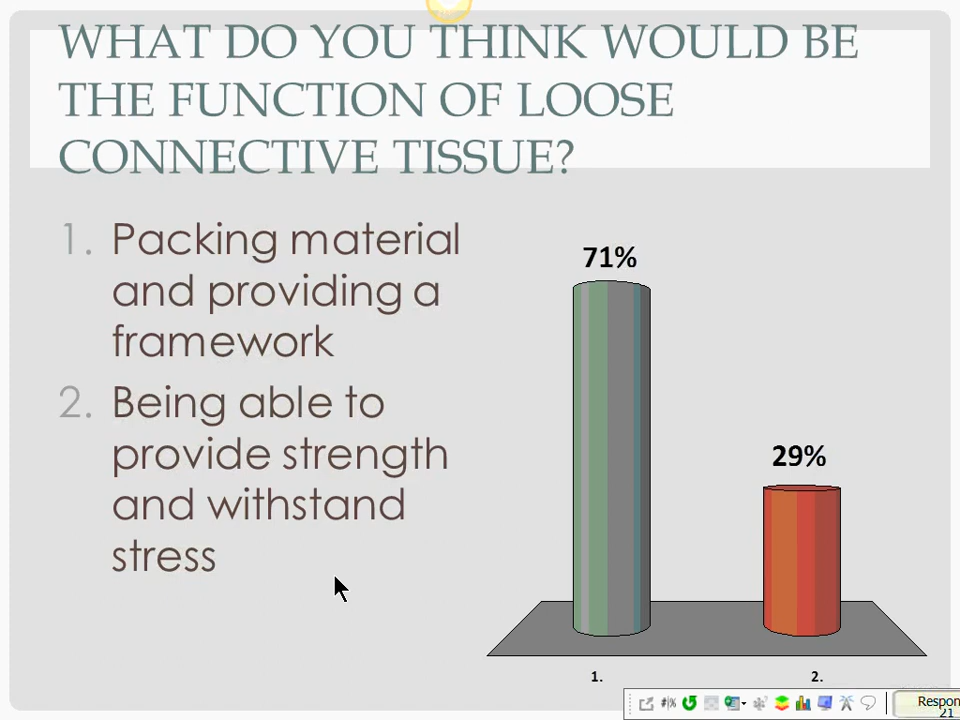 WHAT DO YOU THINK WOULD BE
THE FUNCTION OF LOOSE
CONNECTIVE TISSUE?
1. Packing material
and providing a
framework
2. Being able to
provide strength
and withstand
stress
71%
29%
1.
2.
Respon
21